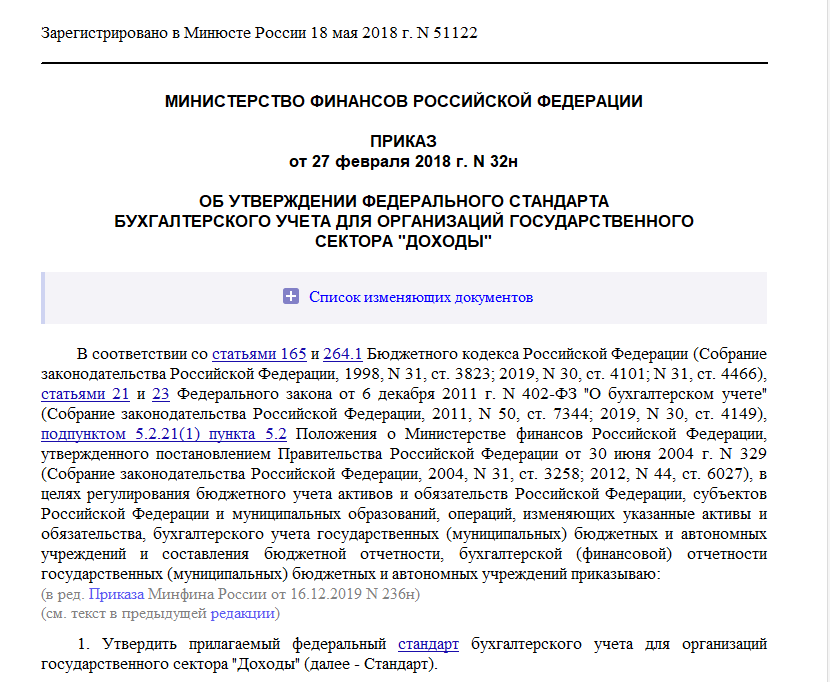 Зарегистрировано в Минюсте России 18 мая 2018 г. N 51122
МИНИСТЕРСТВО ФИНАНСОВ РОССИЙСКОЙ ФЕДЕРАЦИИ
ПРИКАЗ
от 27 февраля 2018 г. N 32н
ОБ УТВЕРЖДЕНИИ ФЕДЕРАЛЬНОГО СТАНДАРТА
БУХГАЛТЕРСКОГО УЧЕТА ДЛЯ ОРГАНИЗАЦИЙ ГОСУДАРСТВЕННОГО
СЕКТОРА "ДОХОДЫ"
Список изменяющих документов
В соответствии со статьями 165 и 264.1 Бюджетного кодекса Российской Федерации (Собрание
законодательства Российской Федерации, 1998, N 31, ст. 3823; 2019, N 30, ст. 4101; N 31, ст. 4466),
статьями 21 и 23 Федерального закона от 6 декабря 2011 г. N 402-ФЗ "О бухгалтерском учете"
(Собрание законодательства Российской Федерации, 2011, N 50, ст. 7344; 2019, N 30, ст. 4149),
подпунктом 5.2.21(1) пункта 5.2 Положения о Министерстве финансов Российской Федерации,
утвержденного постановлением Правительства Российской Федерации от 30 июня 2004 г. N 329
(Собрание законодательства Российской Федерации, 2004, N 31, ст. 3258; 2012, N 44, ст. 6027), в
целях регулирования бюджетного учета активов и обязательств Российской Федерации, субъектов
Российской Федерации и муниципальных образований, операций, изменяющих указанные активы и
обязательства, бухгалтерского учета государственных (муниципальных) бюджетных и автономных
учреждений и составления бюджетной отчетности, бухгалтерской (финансовой) отчетности
государственных (муниципальных) бюджетных и автономных учреждений приказываю:
(в ред. Приказа Минфина России от 16.12.2019 N 236н)
(см. текст в предыдущей редакции)
1. Утвердить прилагаемый федеральный стандарт бухгалтерского учета для организаций
государственного сектора "Доходы" (далее - Стандарт).